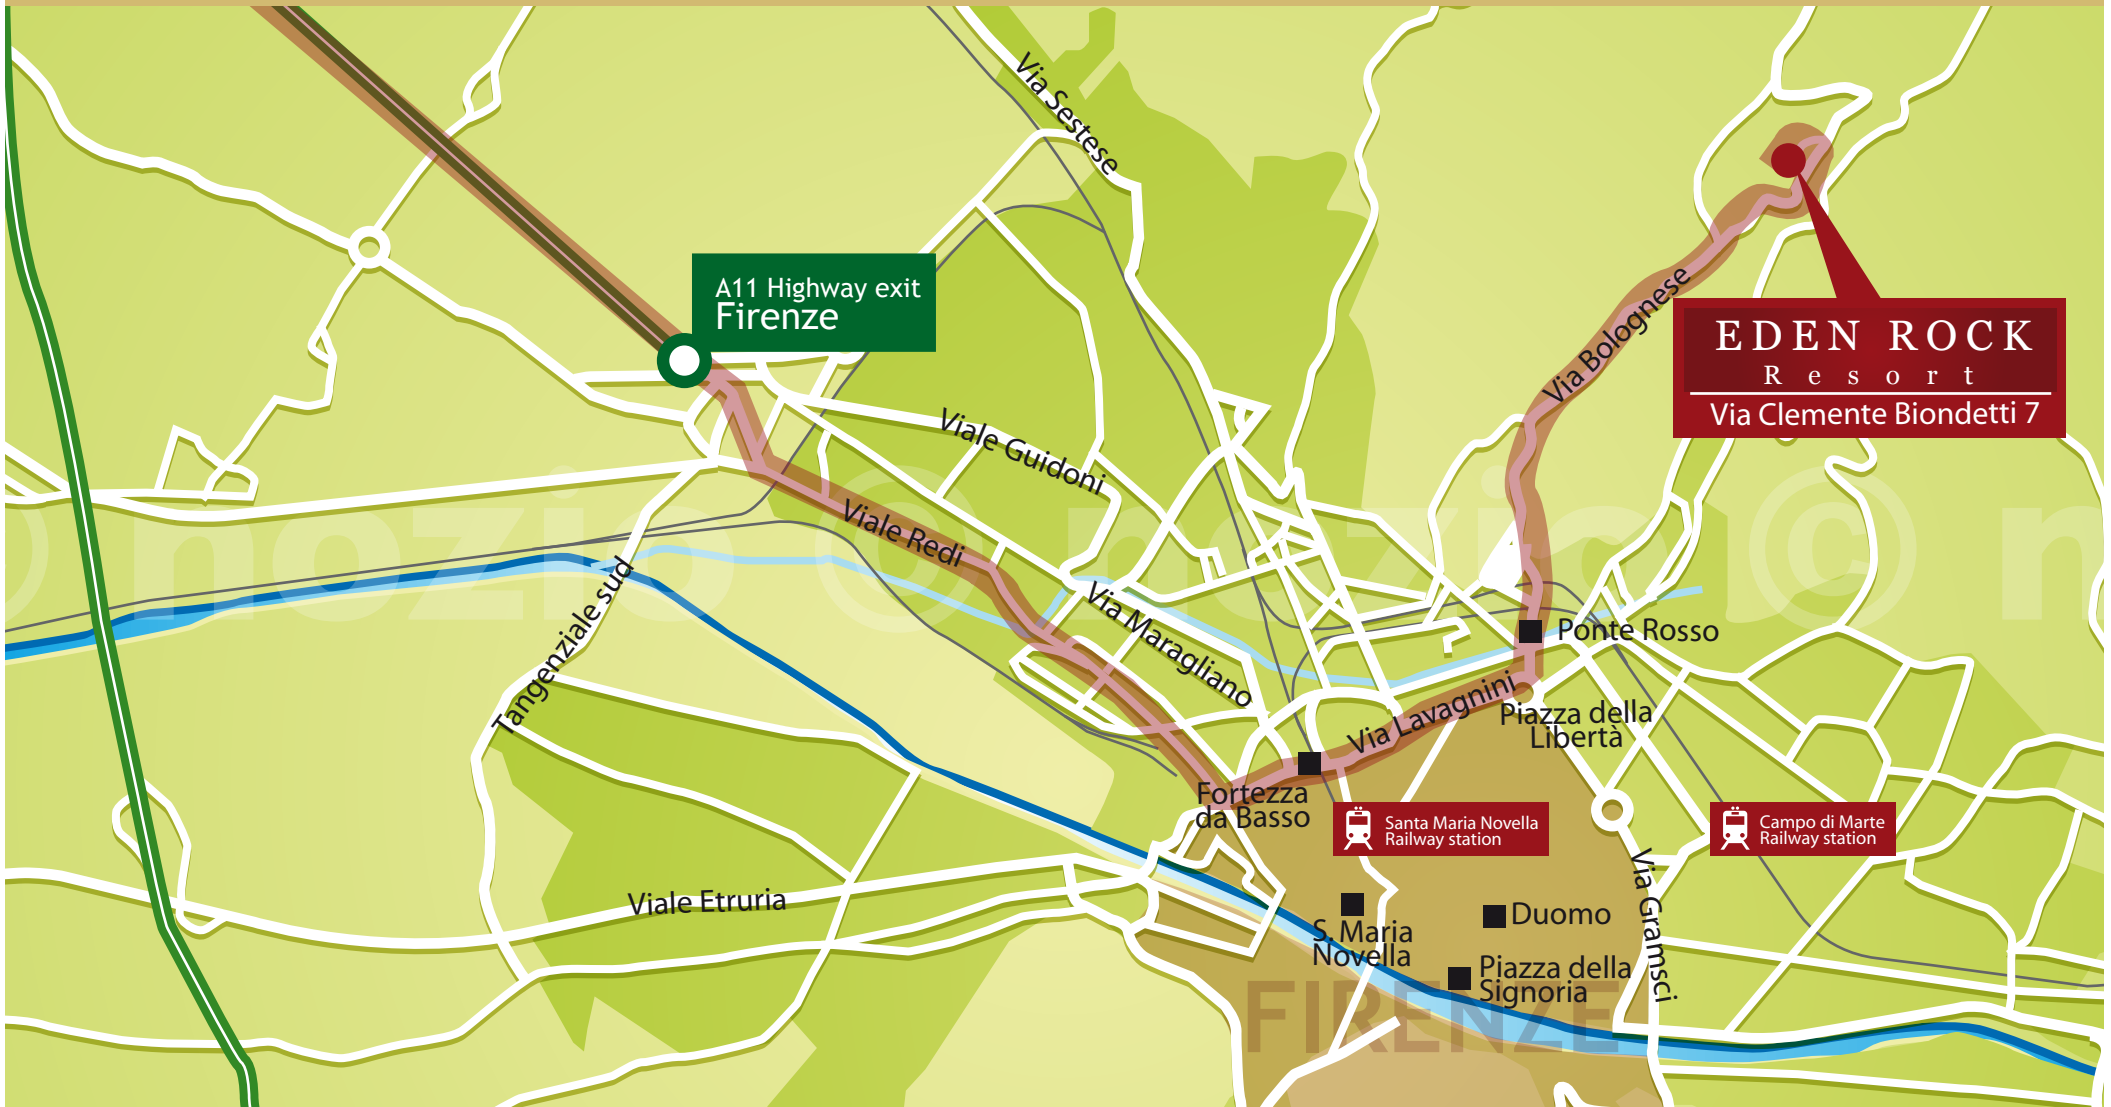 Via Sestese
A11 Highway exit
Firenze
Via Bolognese
EDEN ROCK
Resort
Via Clemente Biondetti 7
Viale Guidoni
Viale Redi
© nozio © nozio © n
Tangenziale sud
Via Maragliano
Ponte Rosso
Via Lavagnini
Piazza della
Libertà
Fortezza
da Basso
Santa Maria Novella
Railway station
Campo di Marte
Railway station
Viale Etruria
Via Gramsci
Duomo
S. Maria
Novella
Piazza della
Signoria
FIRENZE